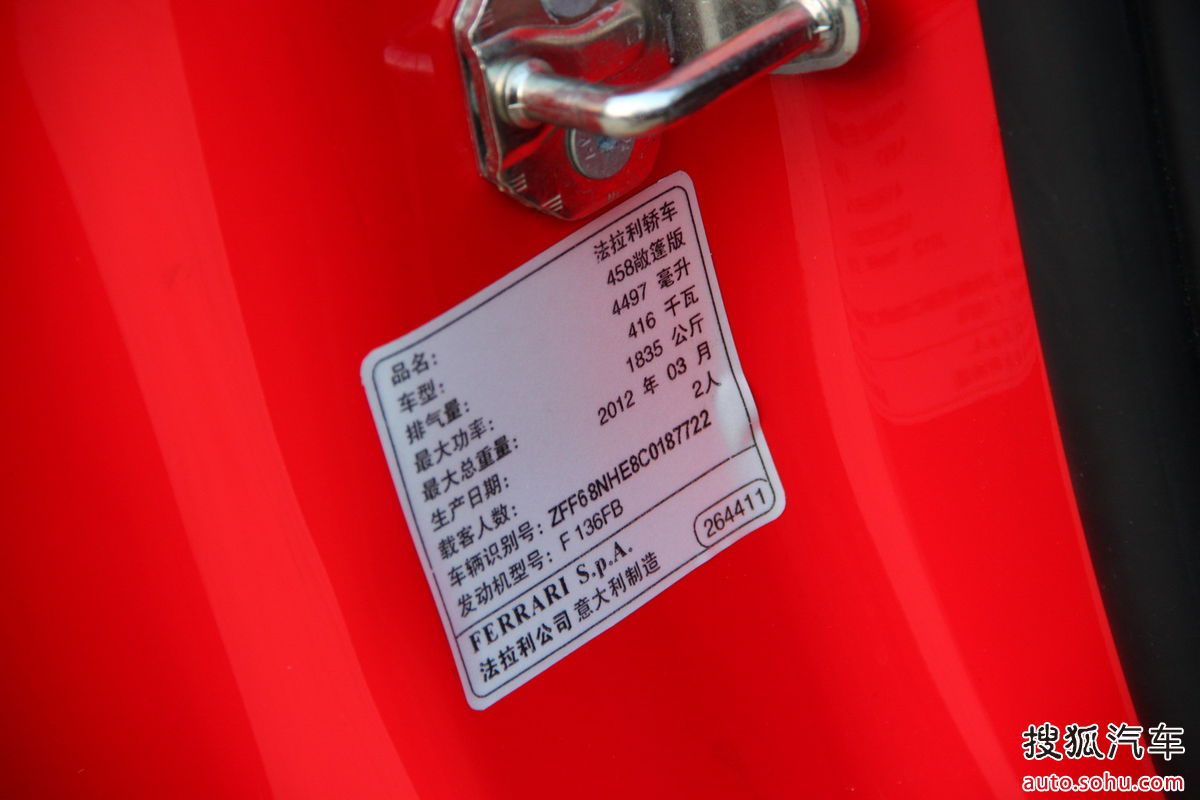 品名: 法拉利轿车
车型: 458敞篷版
排气量: 4497 毫升
最大功率: 416 千瓦
最大总重量: 1835 公斤
生产日期: 2012 年 03 月
载客人数: 2人
车辆识别号: ZFF68NHE8C0187722
发动机型号: F 136FB
FERRARI S.p.A.
264411
法拉利公司 意大利制造
搜狐汽车
auto.sohu.com